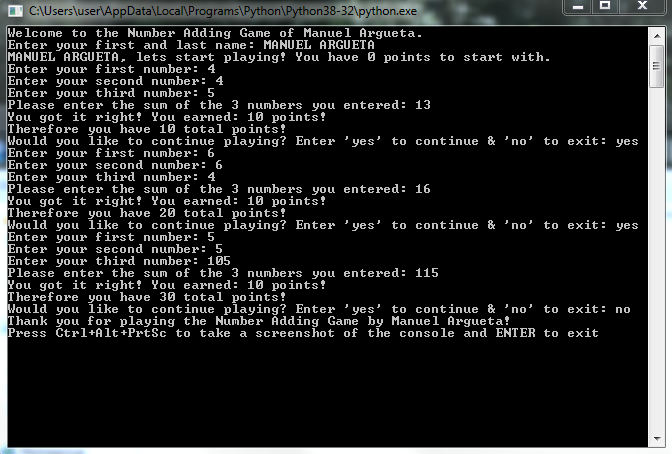 C:\Users\user\AppData\Local\Programs\Python\Python38-32\python.exe
Welcome to the Number Adding Game of Manuel Argueta.
Enter your first and last name: MANUEL ARGUETA
MANUEL ARGUETA, lets start playing! You have 0 points to start with.
Enter your first number: 4
Enter your second number: 4
Enter your third number: 5
Please enter the sum of the 3 numbers you entered: 13
You got it right! You earned: 10 points!
Therefore you have 10 total points!
Would you like to continue playing? Enter 'yes' to continue & 'no' to exit: yes
Enter your first number: 6
Enter your second number: 6
Enter your third number: 4
Please enter the sum of the 3 numbers you entered: 16
You got it right! You earned: 10 points!
Therefore you have 20 total points!
Would you like to continue playing? Enter 'yes' to continue & 'no' to exit: yes
Enter your first number: 5
Enter your second number: 5
Enter your third number: 105
Please enter the sum of the 3 numbers you entered: 115
You got it right! You earned: 10 points!
Therefore you have 30 total points!
Would you like to continue playing? Enter 'yes' to continue & 'no' to exit: no
Thank you for playing the Number Adding Game by Manuel Argueta!
Press Ctrl+Alt+PrtSc to take a screenshot of the console and ENTER to exit